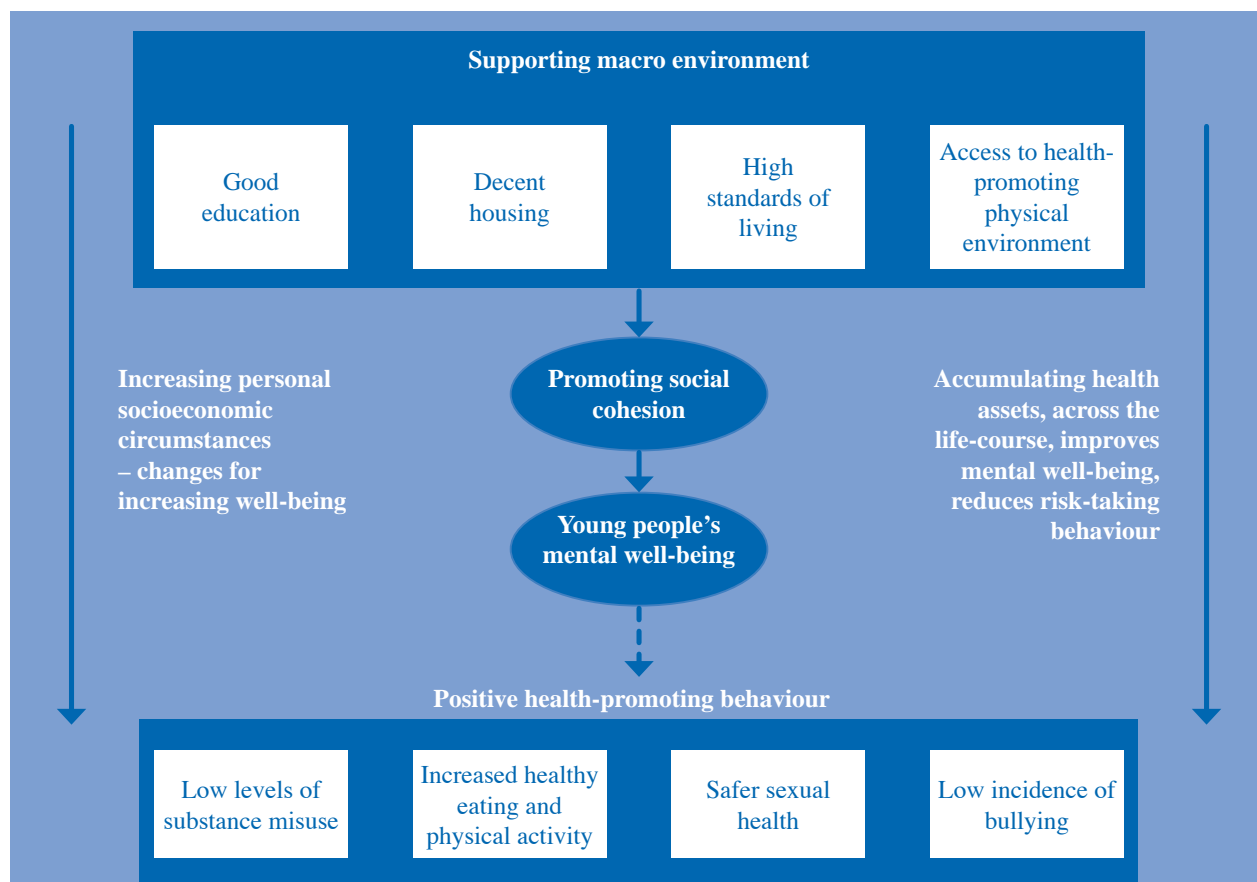 Supporting macro environment
Good
education
Decent
housing
High
standards of
living
Access to health-
promoting
physical
environment
Promoting social
cohesion
Increasing personal
socioeconomic
circumstances
– changes for
increasing well-being
Accumulating health
assets, across the
life-course, improves
mental well-being,
reduces risk-taking
behaviour
Young people’s
mental well-being
Positive health-promoting behaviour
Low levels of
substance misuse
Increased healthy
eating and
physical activity
Safer sexual
health
Low incidence of
bullying